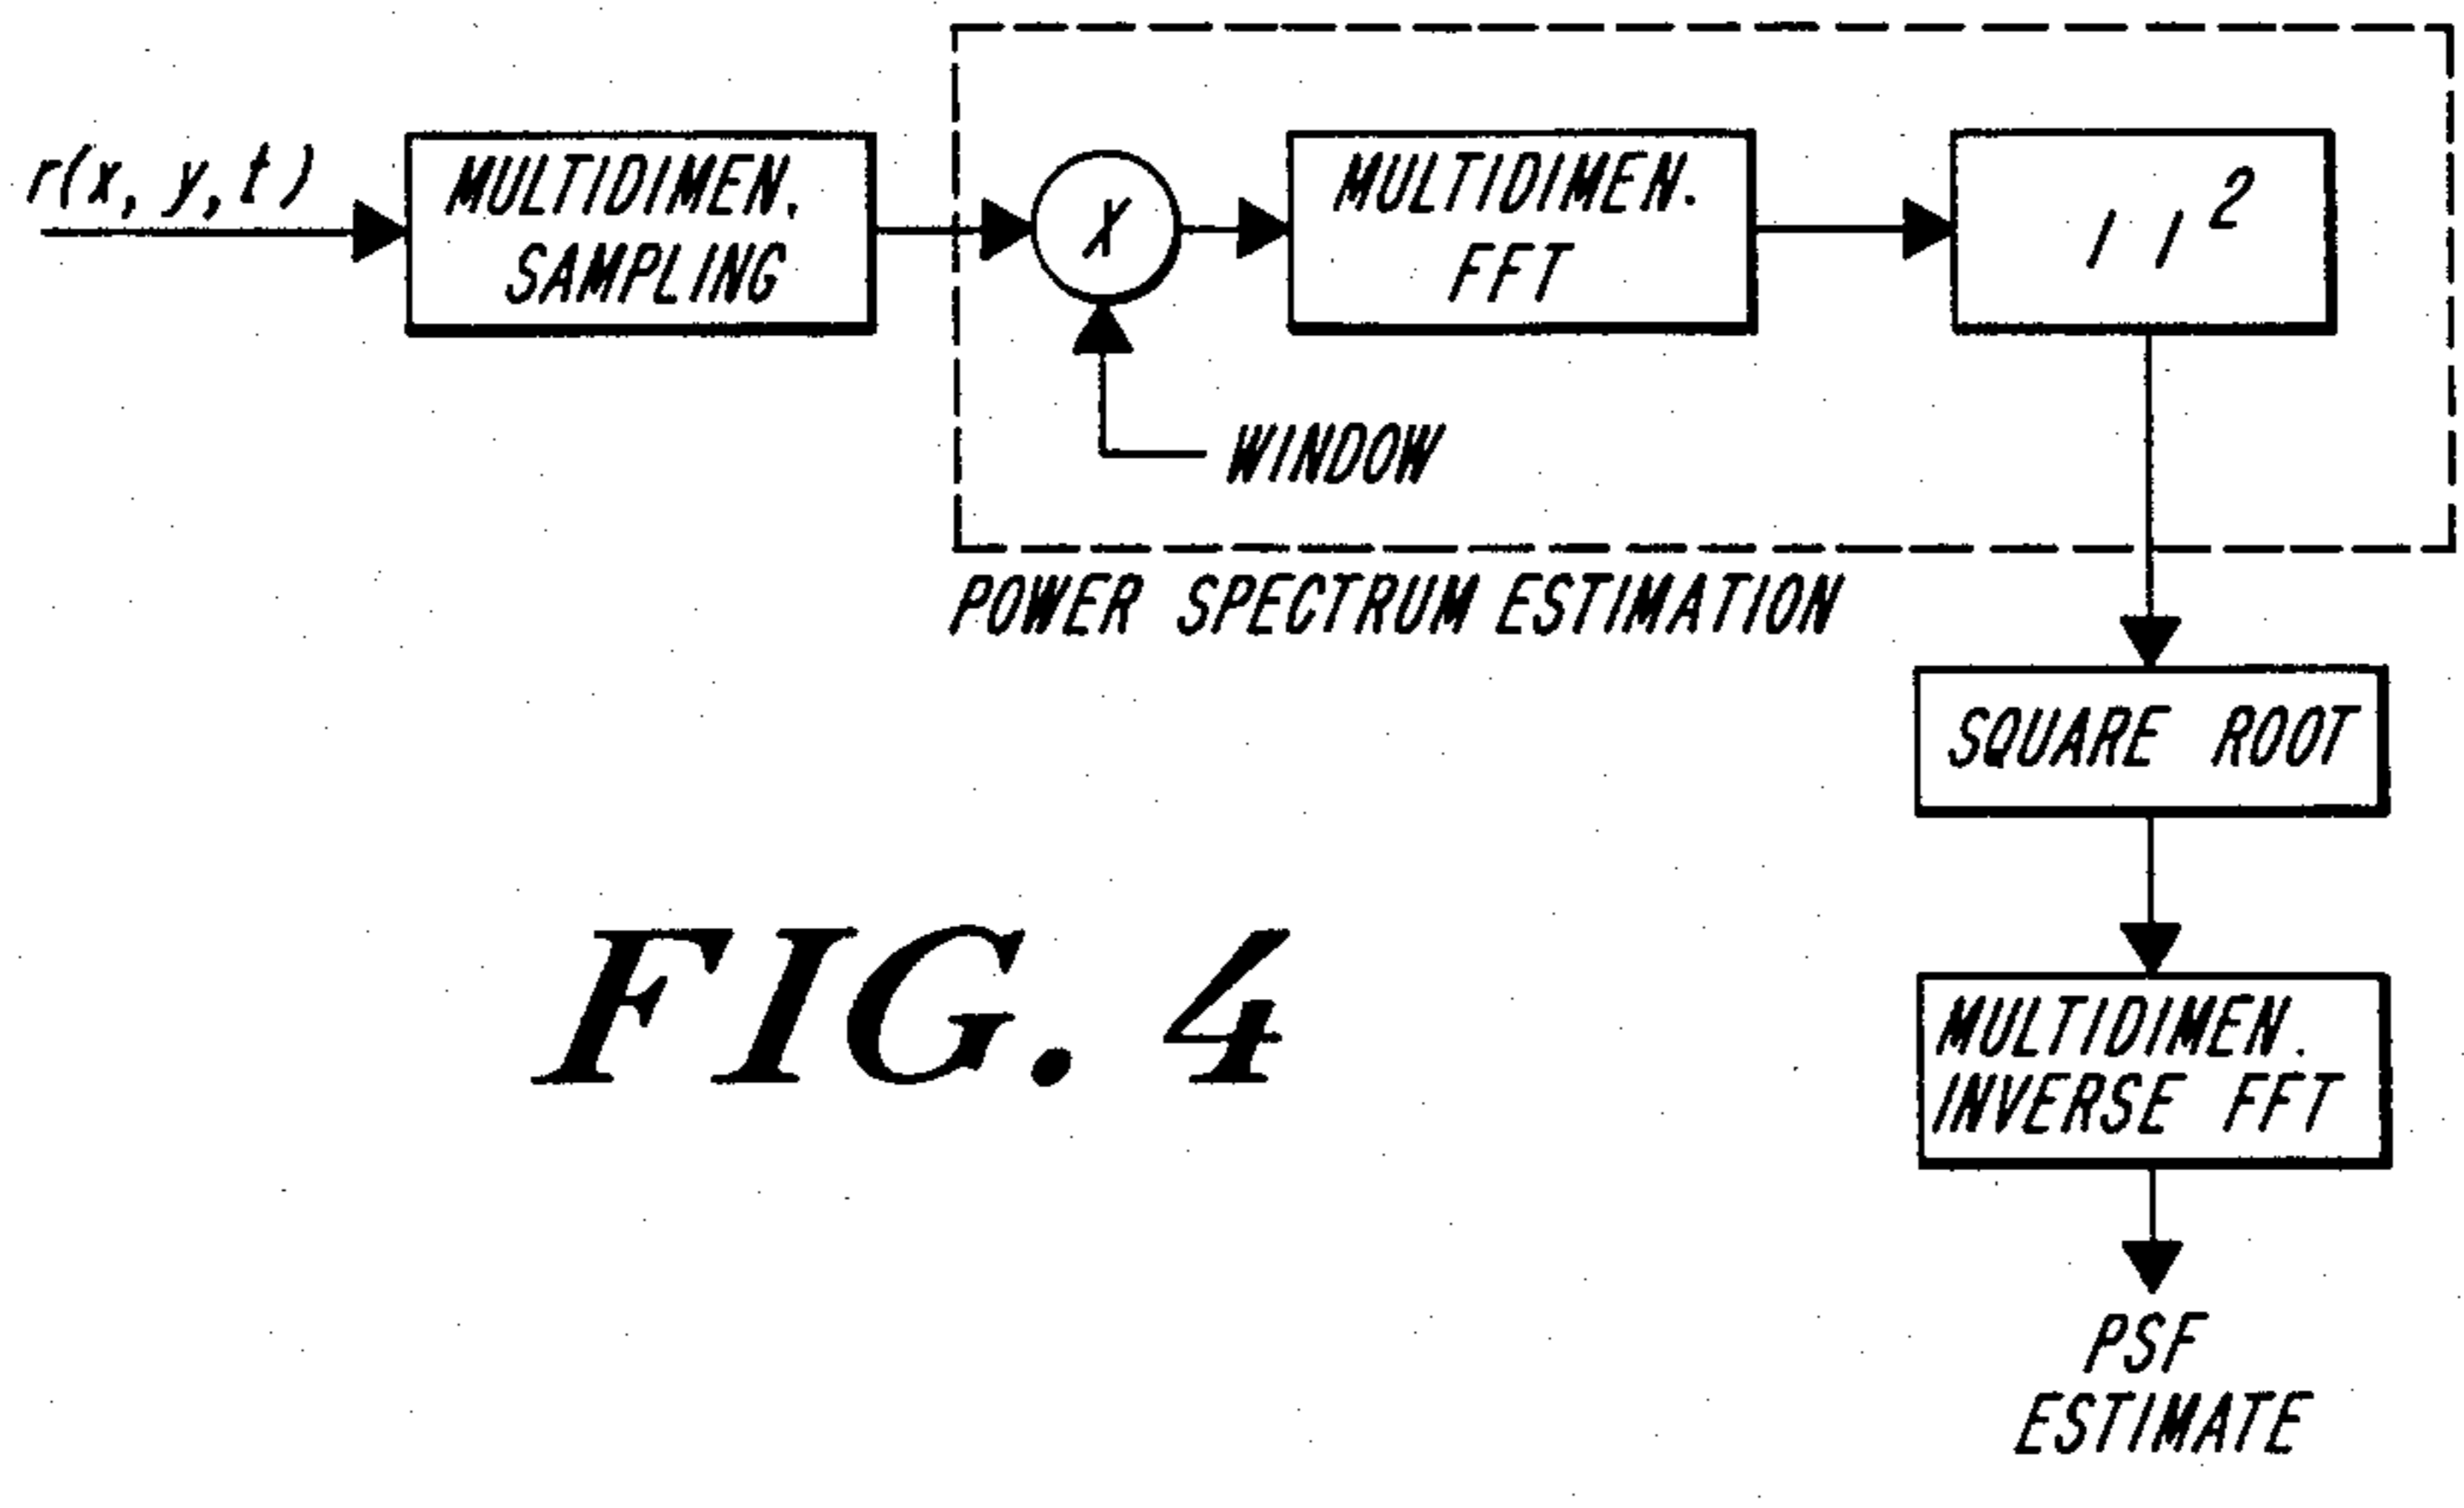 r(x, y, t)
MULTIDIMEN.
SAMPLING
X
MULTIDIMEN.
FFT
| |²
WINDOW
POWER SPECTRUM ESTIMATION
SQUARE ROOT
MULTIDIMEN.
INVERSE FFT
PSF
ESTIMATE
FIG. 4